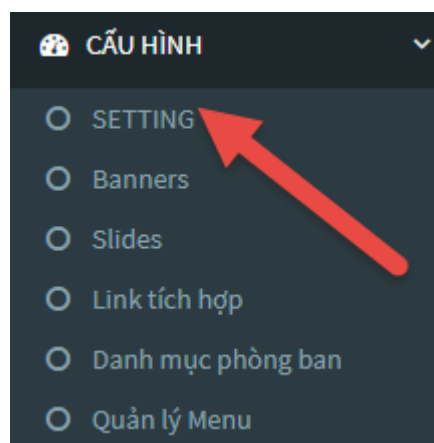 CẤU HÌNH
SETTING
Banners
Slides
Link tích hợp
Danh mục phòng ban
Quản lý Menu